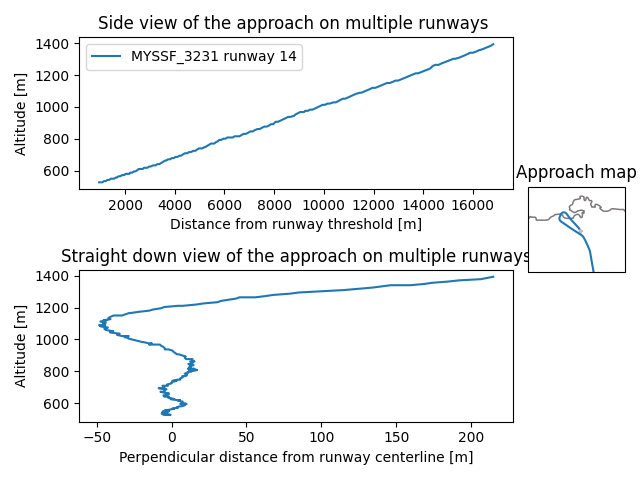 Side view of the approach on multiple runways
1400
1200
1000
800
600
Altitude [m]
MYSSF_3231 runway 14
2000 4000 6000 8000 10000 12000 14000 16000
Distance from runway threshold [m]
Approach map
Straight down view of the approach on multiple runways
1400
1200
1000
800
600
Altitude [m]
−50 0 50 100 150 200
Perpendicular distance from runway centerline [m]